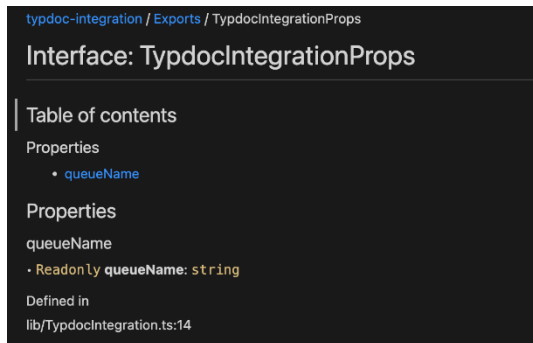 typdoc-integration / Exports / TypdocIntegrationProps
Interface: TypdocIntegrationProps
Table of contents
Properties
• queueName
Properties
queueName
• Readonly queueName: string
Defined in
lib/TypdocIntegration.ts:14